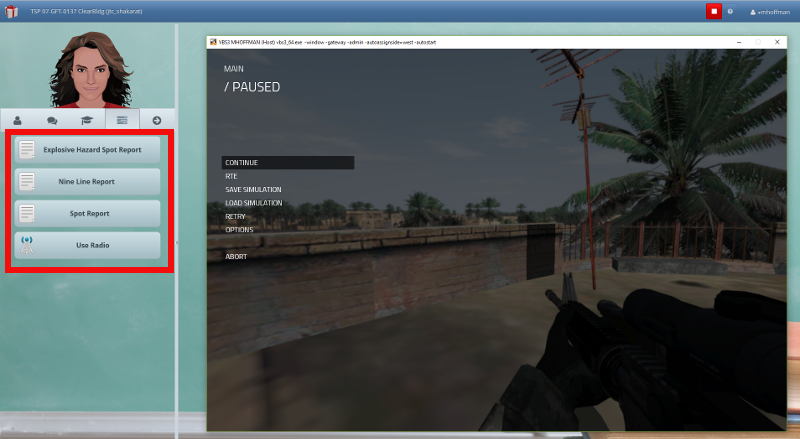 TSP 07-GFT-0137 ClearBldg (jtc_shakarat)
vmhoffman
VBS3 MHOFFMAN (Host) vbs3_64.exe -window -gateway -admin -autoassignside=west -autostart
MAIN
/ PAUSED
Explosive Hazard Spot Report
Nine Line Report
Spot Report
Use Radio
CONTINUE
RTE
SAVE SIMULATION
LOAD SIMULATION
RETRY
OPTIONS
ABORT